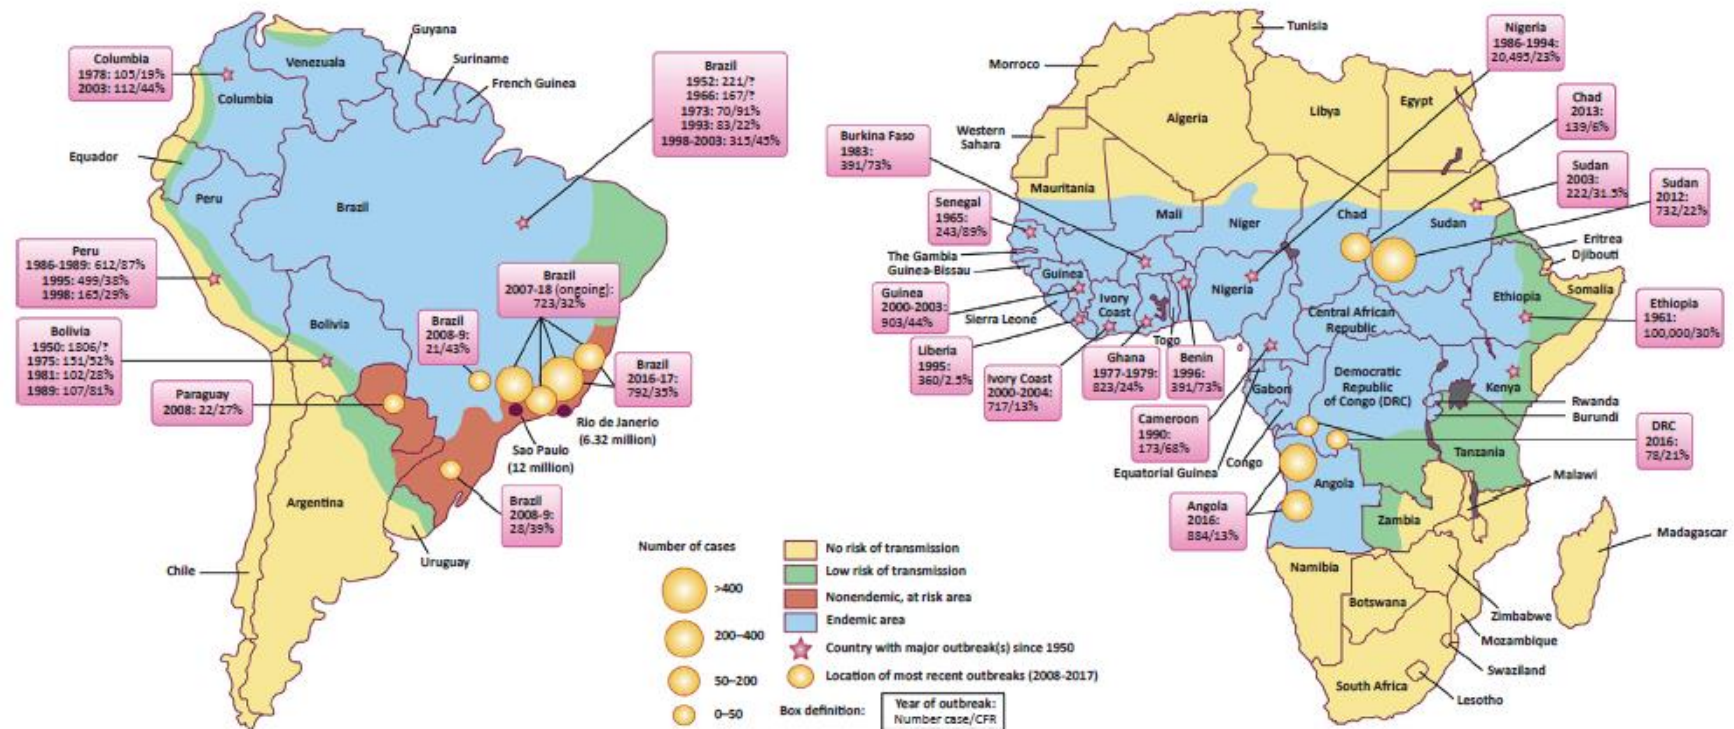 Guyana
Suriname
French Guinea
Venezuala
Columbia
1978: 105/19%
2003: 112/44%
Columbia
Brazil
1952: 221/?
1966: 167/?
1973: 70/91%
1993: 83/22%
1998-2003: 315/45%
Equador
Peru
Brazil
Peru
1986-1989: 612/87%
1995: 499/38%
1998: 165/29%
Brazil
2007-18 (ongoing):
723/32%
Bolivia
Bolivia
1950: 1806/?
1975: 151/52%
1981: 102/28%
1989: 107/81%
Brazil
2008-9:
21/43%
Brazil
2016-17:
792/35%
Paraguay
2008: 22/27%
Rio de Janerio
(6.32 million)
Sao Paulo
(12 million)
Argentina
Brazil
2008-9:
28/39%
Uruguay
Chile
Number of cases
>400
200–400
50–200
0–50
No risk of transmission
Low risk of transmission
Nonendemic, at risk area
Endemic area
Country with major outbreak(s) since 1950
Location of most recent outbreaks (2008-2017)
Box definition:
Year of outbreak:
Number case/CFR
Tunisia
Morroco
Nigeria
1986-1994:
20,495/23%
Algeria
Libya
Egypt
Chad
2013:
139/6%
Western
Sahara
Burkina Faso
1983:
391/73%
Sudan
2003:
222/31.5%
Sudan
2012:
732/22%
Mauritania
Mali
Niger
Chad
Sudan
Senegal
1965:
243/89%
Eritrea
Djibouti
The Gambia
Guinea-Bissau
Guinea
Nigeria
Somalia
Ethiopia
Guinea
2000-2003:
903/44%
Ivory
Coast
Sierra Leone
Central African
Republic
Ethiopia
1961:
100,000/30%
Togo
Liberia
1995:
360/2.5%
Ghana
1977-1979:
823/24%
Benin
1996:
391/73%
Ivory Coast
2000-2004:
717/13%
Gabon
Democratic
Republic
of Congo (DRC)
Kenya
Rwanda
Burundi
Cameroon
1990:
173/68%
DRC
2016:
78/21%
Equatorial Guinea
Congo
Tanzania
Malawi
Angola
Angola
2016:
884/13%
Zambia
Madagascar
Namibia
Botswana
Zimbabwe
Mozambique
Swaziland
South Africa
Lesotho